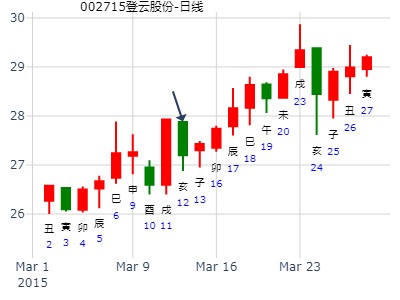 002715登云股份-日线
30
29
28
27
26
丑 2
寅 3
卯 4
辰 5
巳 6
申 9
酉 10
戌 11
亥 12
子 13
卯 16
辰 17
巳 18
午 19
未 20
戌 23
亥 24
子 25
丑 26
寅 27
Mar 1 Mar 9 Mar 16 Mar 23
2015